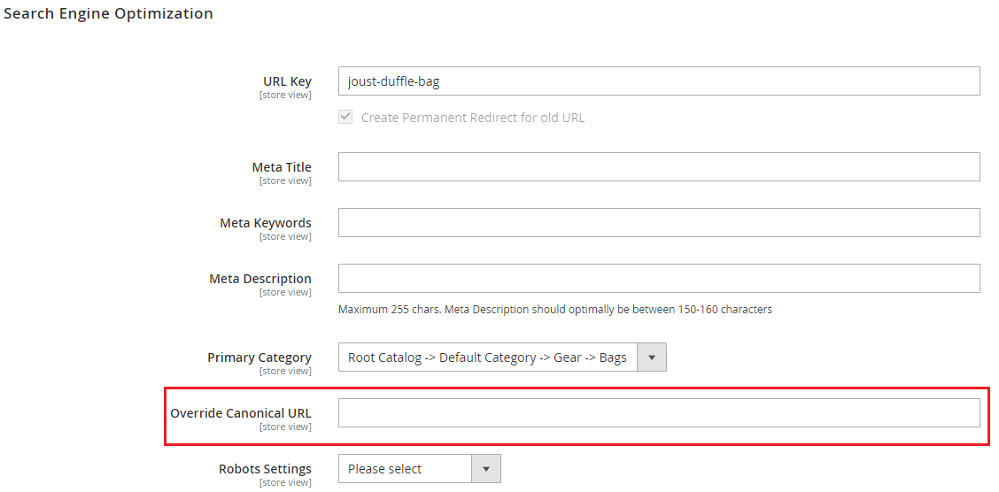 Search Engine Optimization
URL Key
[store view]
joust-duffle-bag
Create Permanent Redirect for old URL
Meta Title
[store view]
Meta Keywords
[store view]
Meta Description
[store view]
Maximum 255 chars. Meta Description should optimally be between 150-160 characters
Primary Category
[store view]
Root Catalog -> Default Category -> Gear -> Bags
Override Canonical URL
[store view]
Robots Settings
[store view]
Please select